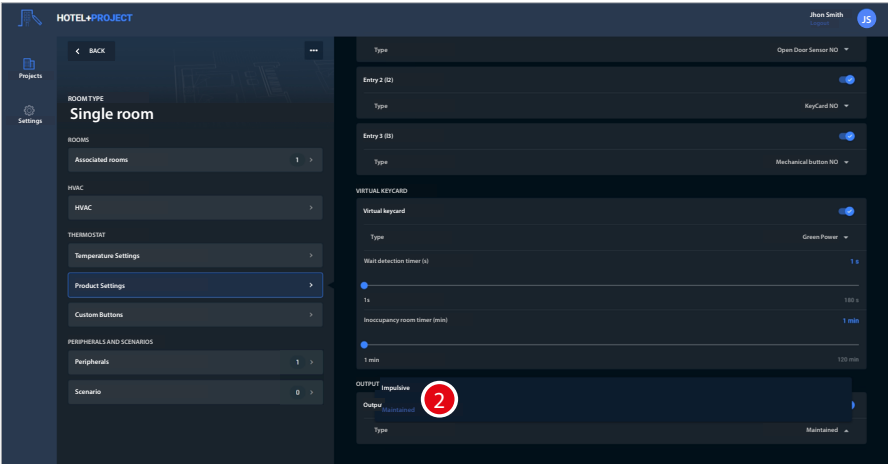 HOTEL+PROJECT
Jhon Smith
Logout
JS
Projects
Settings
BACK
ROOM TYPE
Single room
ROOMS
Associated rooms 1
HVAC
HVAC
THERMOSTAT
Temperature Settings
Product Settings
Custom Buttons
PERIPHERALS AND SCENARIOS
Peripherals 1
Scenario 0
Type Open Door Sensor NO
Entry 2 (I2)
Type KeyCard NO
Entry 3 (I3)
Type Mechanical button NO
VIRTUAL KEYCARD
Virtual keycard
Type Green Power
Wait detection timer (s) 1 s
1s 180 s
Inoccupancy room timer (min) 1 min
1 min 120 min
OUTPUT
Impulsive
Outpu
Maintained
2
Type Maintained